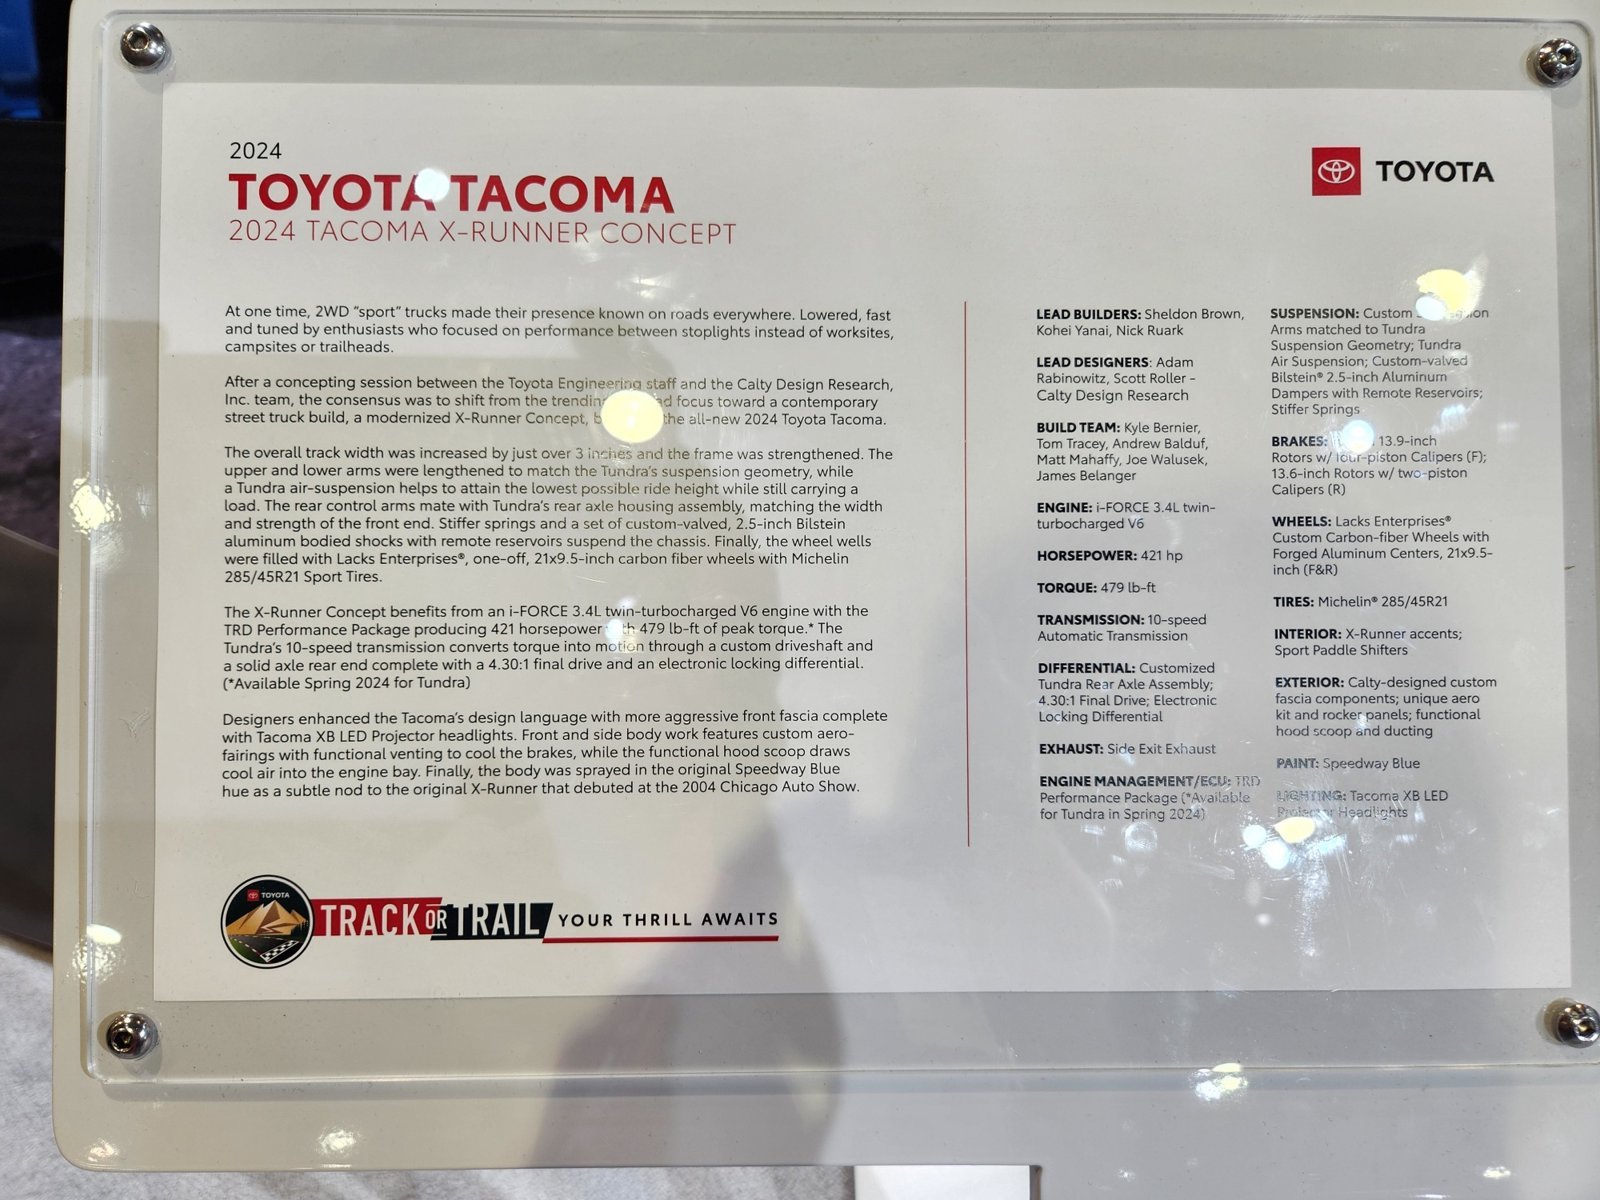 2024
TOYOTA TACOMA
2024 TACOMA X-RUNNER CONCEPT
TOYOTA
At one time, 2WD “sport” trucks made their presence known on roads everywhere. Lowered, fast
and tuned by enthusiasts who focused on performance between stoplights instead of worksites,
campsites or trailheads.
After a concepting session between the Toyota Engineering staff and the Calty Design Research,
Inc. team, the consensus was to shift from the trending focus toward a contemporary
street truck build, a modernized X-Runner Concept, the all-new 2024 Toyota Tacoma.
The overall track width was increased by just over 3 inches and the frame was strengthened. The
upper and lower arms were lengthened to match the Tundra’s suspension geometry, while
a Tundra air-suspension helps to attain the lowest possible ride height while still carrying a
load. The rear control arms mate with Tundra’s rear axle housing assembly, matching the width
and strength of the front end. Stiffer springs and a set of custom-valved, 2.5-inch Bilstein
aluminum bodied shocks with remote reservoirs suspend the chassis. Finally, the wheel wells
were filled with Lacks Enterprises®, one-off, 21x9.5-inch carbon fiber wheels with Michelin
285/45R21 Sport Tires.
The X-Runner Concept benefits from an i-FORCE 3.4L twin-turbocharged V6 engine with the
TRD Performance Package producing 421 horsepower with 479 lb-ft of peak torque.* The
Tundra’s 10-speed transmission converts torque into motion through a custom driveshaft and
a solid axle rear end complete with a 4.30:1 final drive and an electronic locking differential.
(*Available Spring 2024 for Tundra)
Designers enhanced the Tacoma’s design language with more aggressive front fascia complete
with Tacoma XB LED Projector headlights. Front and side body work features custom aero-
fairings with functional venting to cool the brakes, while the functional hood scoop draws
cool air into the engine bay. Finally, the body was sprayed in the original Speedway Blue
hue as a subtle nod to the original X-Runner that debuted at the 2004 Chicago Auto Show.
LEAD BUILDERS: Sheldon Brown,
Kohei Yanai, Nick Ruark
LEAD DESIGNERS: Adam
Rabinowitz, Scott Roller –
Calty Design Research
BUILD TEAM: Kyle Bernier,
Tom Tracey, Andrew Balduf,
Matt Mahaffy, Joe Walusek,
James Belanger
ENGINE: i-FORCE 3.4L twin-
turbocharged V6
HORSEPOWER: 421 hp
TORQUE: 479 lb-ft
TRANSMISSION: 10-speed
Automatic Transmission
DIFFERENTIAL: Customized
Tundra Rear Axle Assembly;
4.30:1 Final Drive; Electronic
Locking Differential
EXHAUST: Side Exit Exhaust
ENGINE MANAGEMENT/ECU: TRD
Performance Package (*Available
for Tundra in Spring 2024)
SUSPENSION: Custom Suspension
Arms matched to Tundra
Suspension Geometry; Tundra
Air Suspension; Custom-valved
Bilstein® 2.5-inch Aluminum
Dampers with Remote Reservoirs;
Stiffer Springs
BRAKES: 13.9-inch
Rotors w/ four-piston Calipers (F);
13.6-inch Rotors w/ two-piston
Calipers (R)
WHEELS: Lacks Enterprises®
Custom Carbon-fiber Wheels with
Forged Aluminum Centers, 21x9.5-
inch (F&R)
TIRES: Michelin® 285/45R21
INTERIOR: X-Runner accents;
Sport Paddle Shifters
EXTERIOR: Calty-designed custom
fascia components; unique aero
kit and rocker panels; functional
hood scoop and ducting
PAINT: Speedway Blue
LIGHTING: Tacoma XB LED
Projector Headlights
TOYOTA
TRACK OR TRAIL YOUR THRILL AWAITS